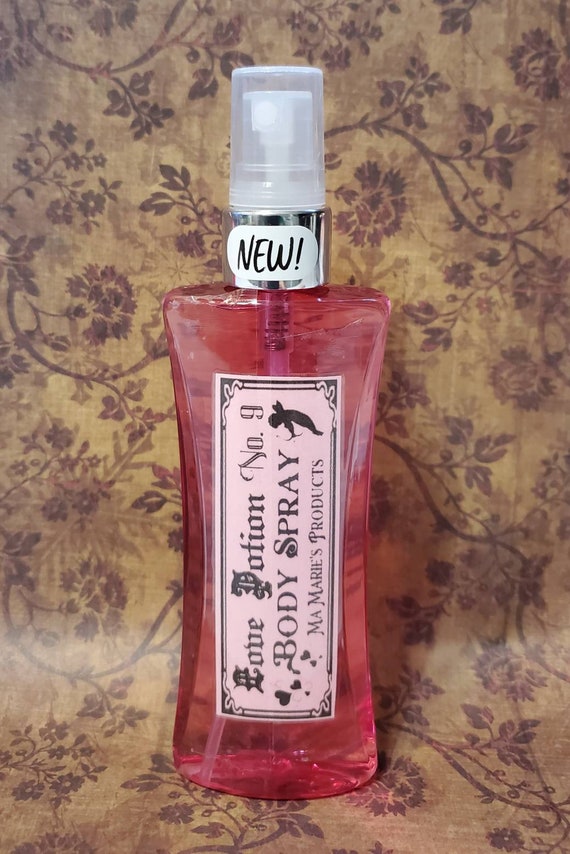 NEW!
Love Potion No. 9
BODY SPRAY
MA MARIE'S PRODUCTS